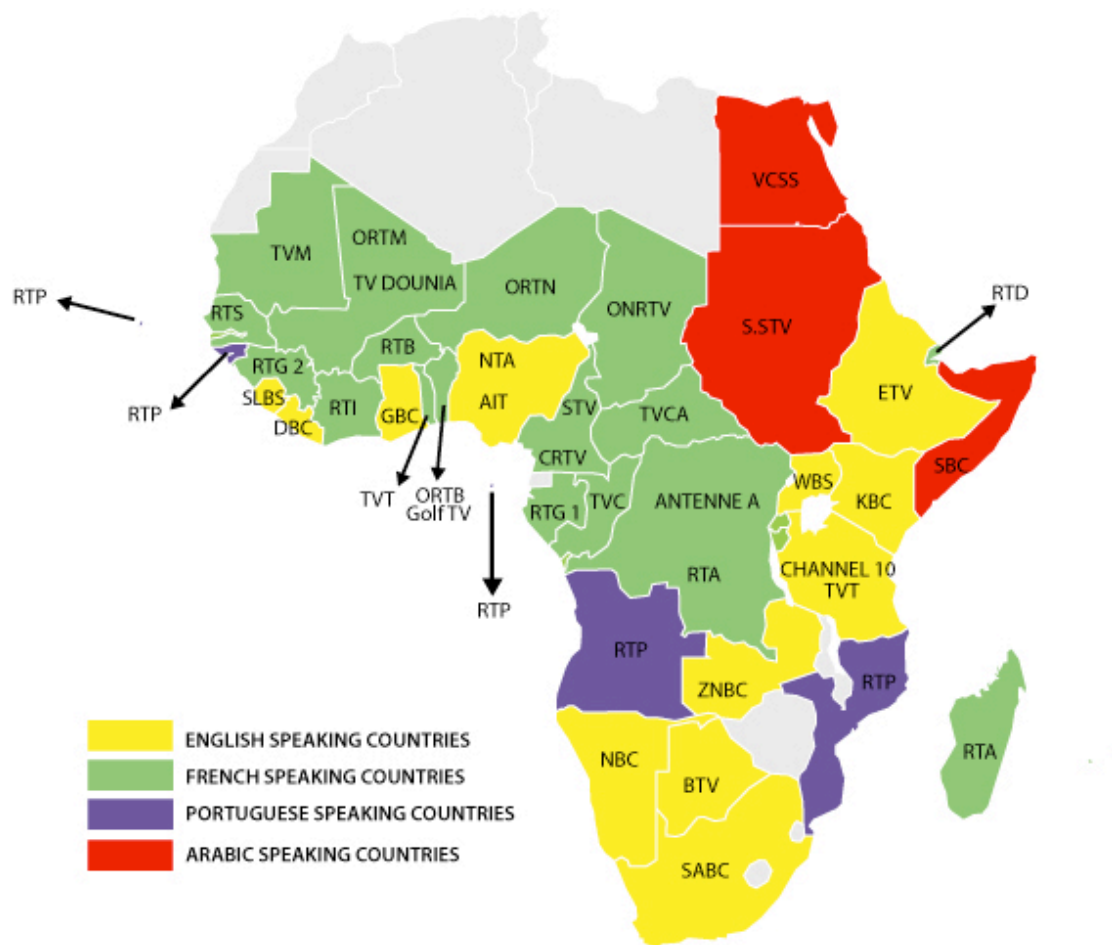 VCSS
TVM
ORTM
TV DOUNIA
ORTN
ONRTV
S.STV
RTP
RTS
RTD
RTG 2
RTB
NTA
AIT
ETV
RTP
SLBS
DBC
RTI
GBC
STV
TVCA
CRTV
TVT
ORTB
Golf TV
RTG 1
TVC
ANTENNE A
RTA
WBS
KBC
SBC
CHANNEL 10
TVT
RTP
RTP
ZNBC
RTP
NBC
BTV
SABC
RTA
ENGLISH SPEAKING COUNTRIES
FRENCH SPEAKING COUNTRIES
PORTUGUESE SPEAKING COUNTRIES
ARABIC SPEAKING COUNTRIES